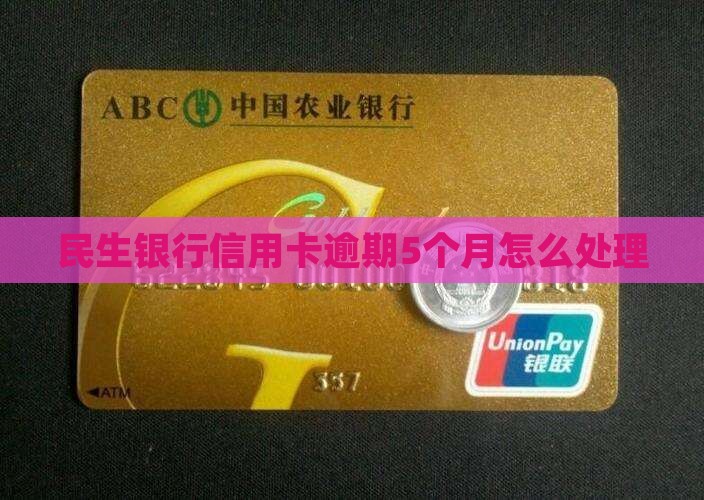 ABC 中国农业银行
民生银行信用卡逾期5个月怎么处理
UnionPay
银联
337
ATM